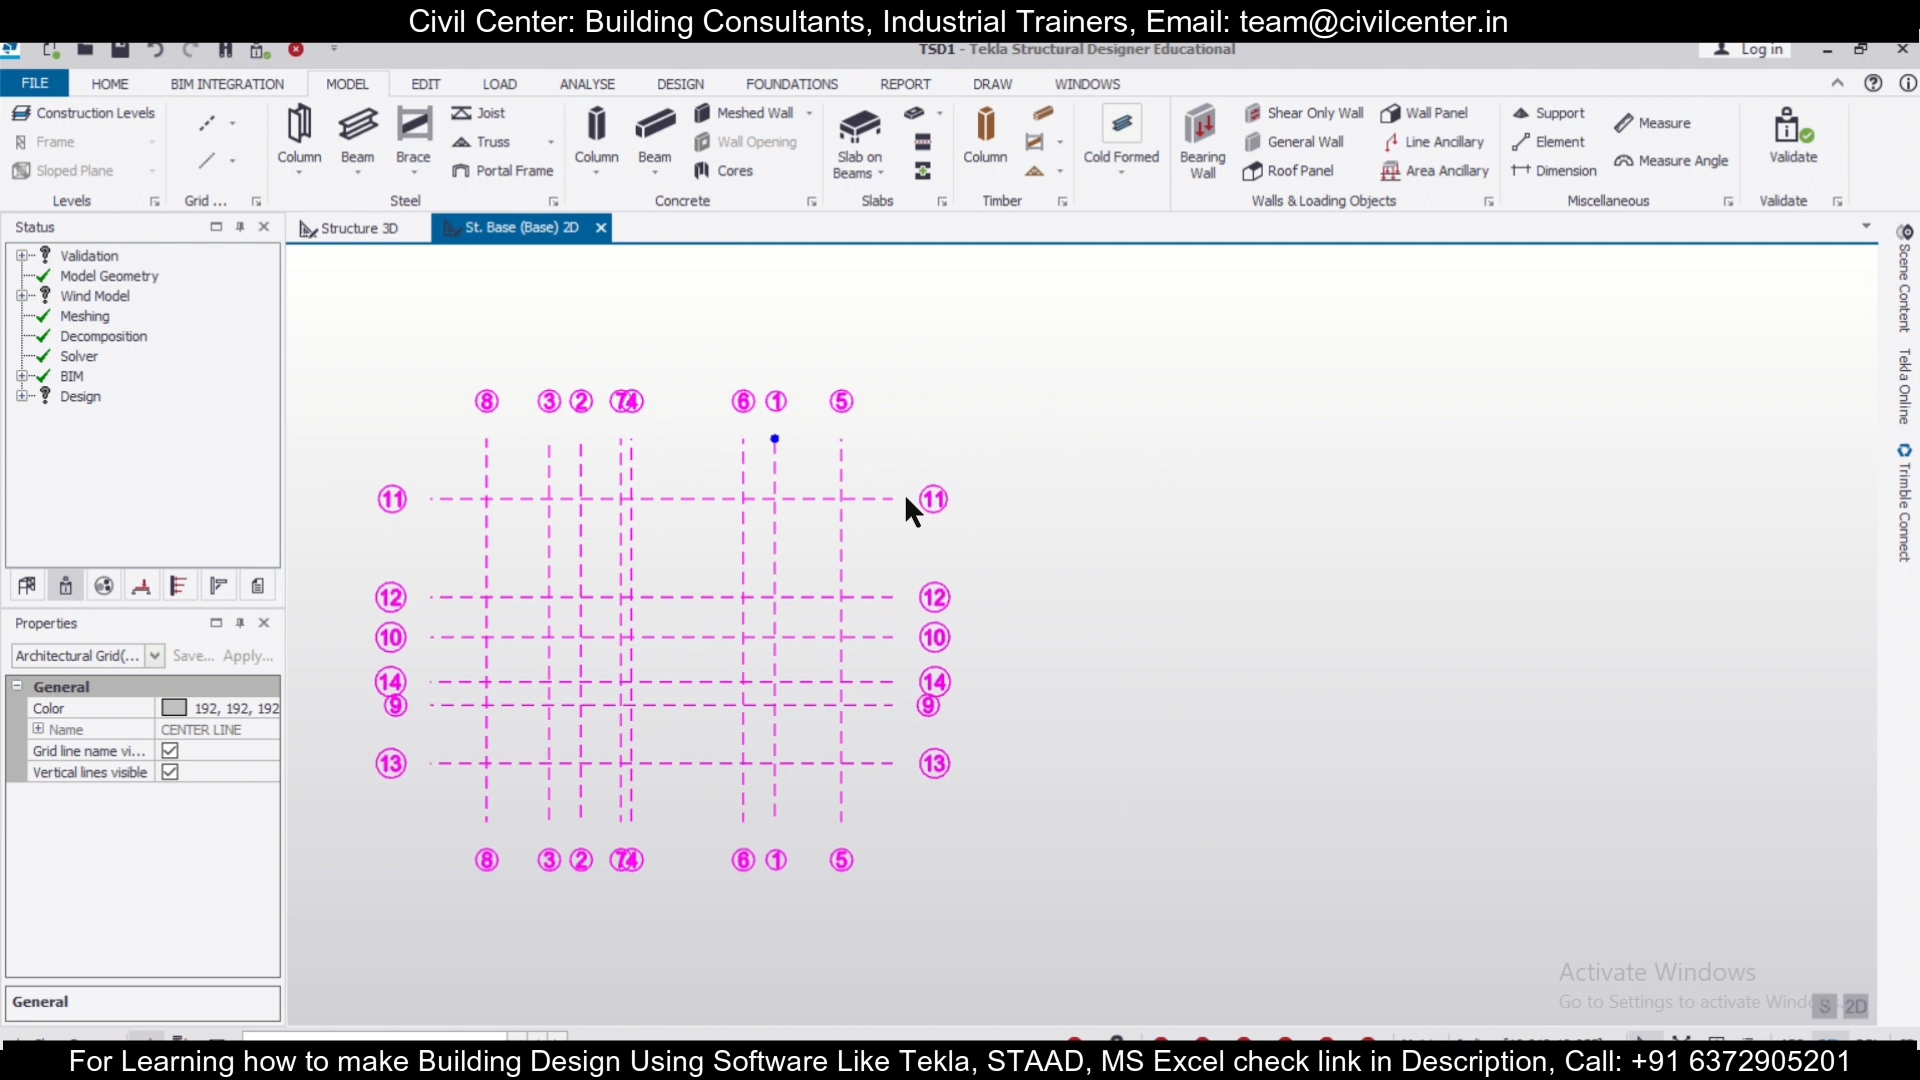 Civil Center: Building Consultants, Industrial Trainers, Email: team@civilcenter.in
TSD1 - Tekla Structural Designer Educational
Log in
FILE HOME BIM INTEGRATION MODEL EDIT LOAD ANALYSE DESIGN FOUNDATIONS REPORT DRAW WINDOWS
Construction Levels
Frame
Sloped Plane
Levels
Grid ...
Column
Beam
Brace
Joist
Truss
Portal Frame
Steel
Column
Beam
Meshed Wall
Wall Opening
Cores
Concrete
Slab on
Beams
Slabs
Column
Timber
Cold Formed
Bearing
Wall
Shear Only Wall
General Wall
Roof Panel
Wall Panel
Line Ancillary
Area Ancillary
Walls & Loading Objects
Support
Element
Dimension
Measure
Measure Angle
Miscellaneous
Validate
Validate
Status
Validation
Model Geometry
Wind Model
Meshing
Decomposition
Solver
BIM
Design
Structure 3D
St. Base (Base) 2D
Scene Content
Tekla Online
Trimble Connect
8 3 2 7 4 6 1 5
11 11
12 12
10 10
14 14
9 9
13 13
8 3 2 7 4 6 1 5
Properties
Architectural Grid(... Save... Apply...
General
Color 192, 192, 192
Name CENTER LINE
Grid line name vi...
Vertical lines visible
General
Activate Windows
Go to Settings to activate Windo
S 2D
For Learning how to make Building Design Using Software Like Tekla, STAAD, MS Excel check link in Description, Call: +91 6372905201